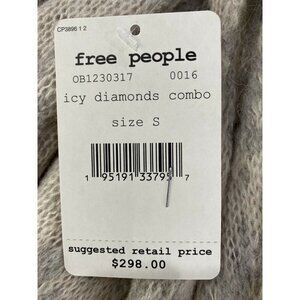 CP3896 1 2
free people
OB1230317 0016
icy diamonds combo
size S
1 95191 33795 7
suggested retail price
$298.00